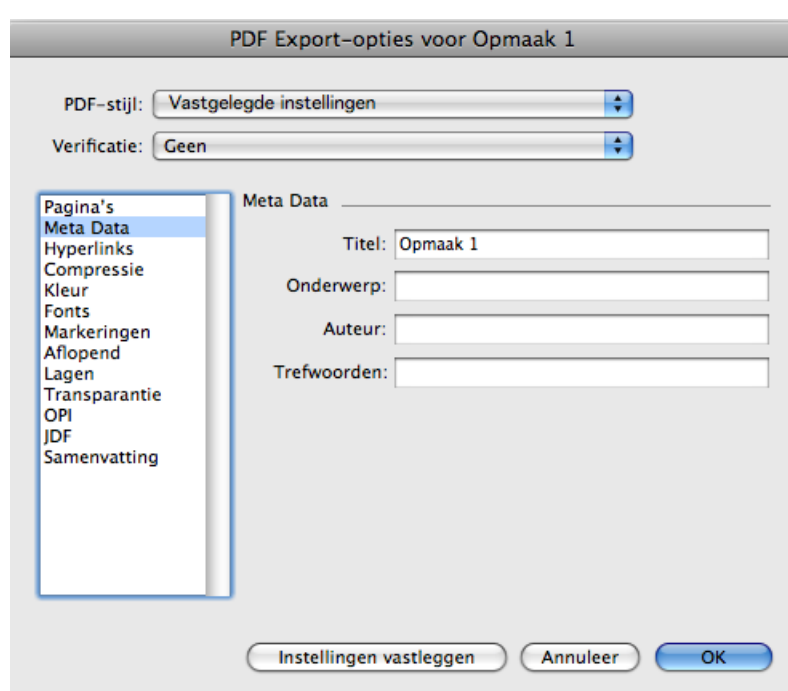 PDF Export-opties voor Opmaak 1
PDF-stijl: Vastgelegde instellingen
Verificatie: Geen
Pagina's
Meta Data
Hyperlinks
Compressie
Kleur
Fonts
Markeringen
Aflopend
Lagen
Transparantie
OPI
JDF
Samenvatting
Meta Data
Titel: Opmaak 1
Onderwerp:
Auteur:
Trefwoorden:
Instellingen vastleggen Annuleer OK